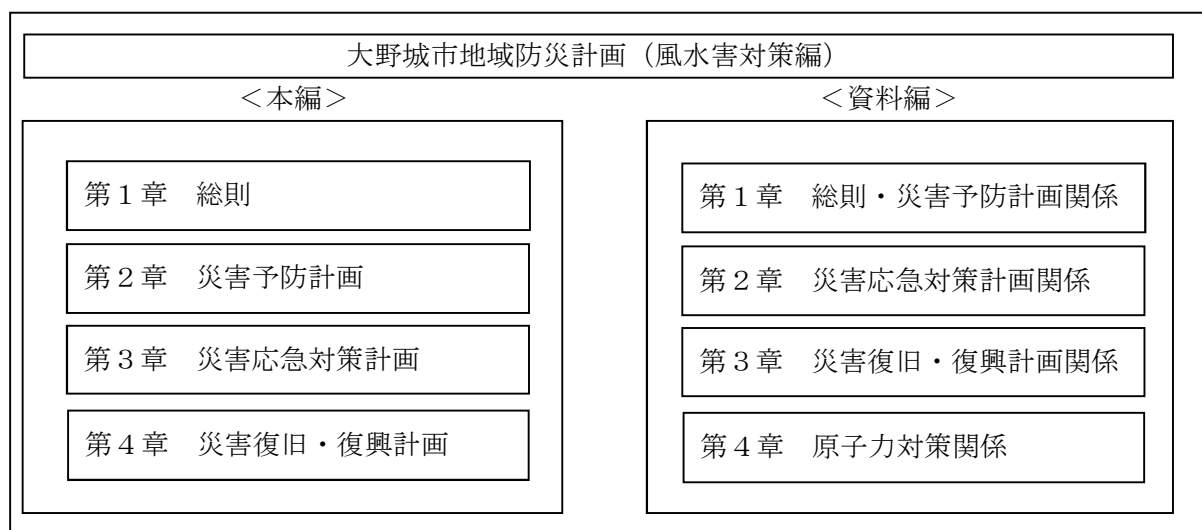 大野城市地域防災計画（風水害対策編）
＜本編＞
第１章　総則
第２章　災害予防計画
第３章　災害応急対策計画
第４章　災害復旧・復興計画
＜資料編＞
第１章　総則・災害予防計画関係
第２章　災害応急対策計画関係
第３章　災害復旧・復興計画関係
第４章　原子力対策関係